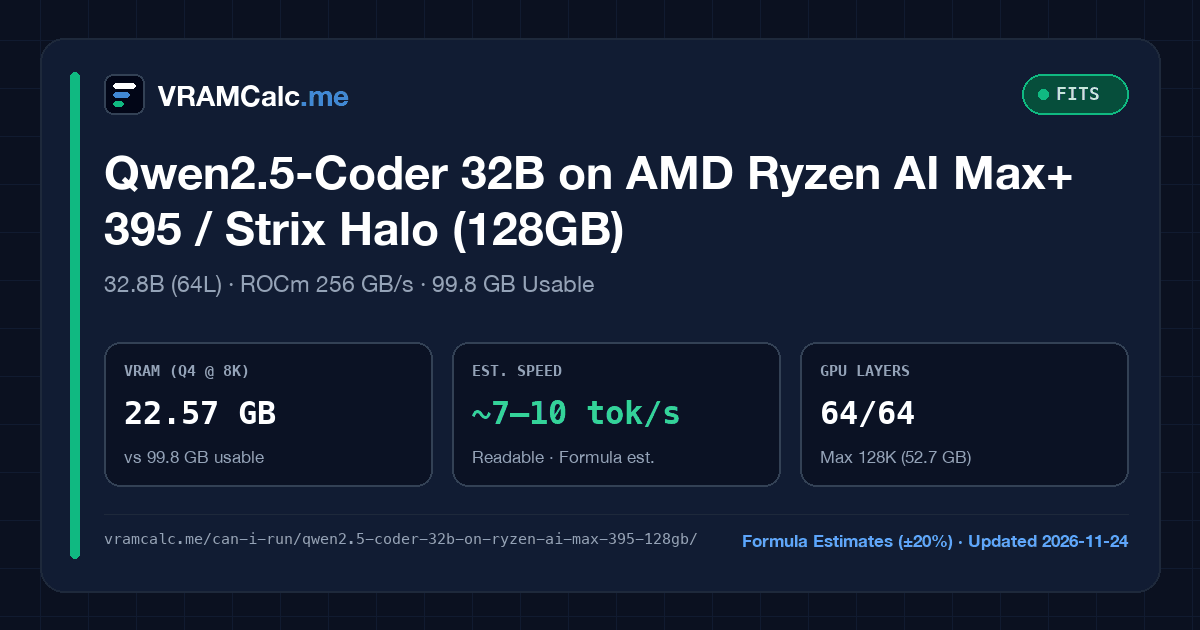 VRAMCalc.me
FITS
Qwen2.5-Coder 32B on AMD Ryzen AI Max+
395 / Strix Halo (128GB)
32.8B (64L) · ROCm 256 GB/s · 99.8 GB Usable
VRAM (Q4 @ 8K)
22.57 GB
vs 99.8 GB usable
EST. SPEED
~7–10 tok/s
Readable · Formula est.
GPU LAYERS
64/64
Max 128K (52.7 GB)
vramcalc.me/can-i-run/qwen2.5-coder-32b-on-ryzen-ai-max-395-128gb/
Formula Estimates (±20%) · Updated 2026-11-24